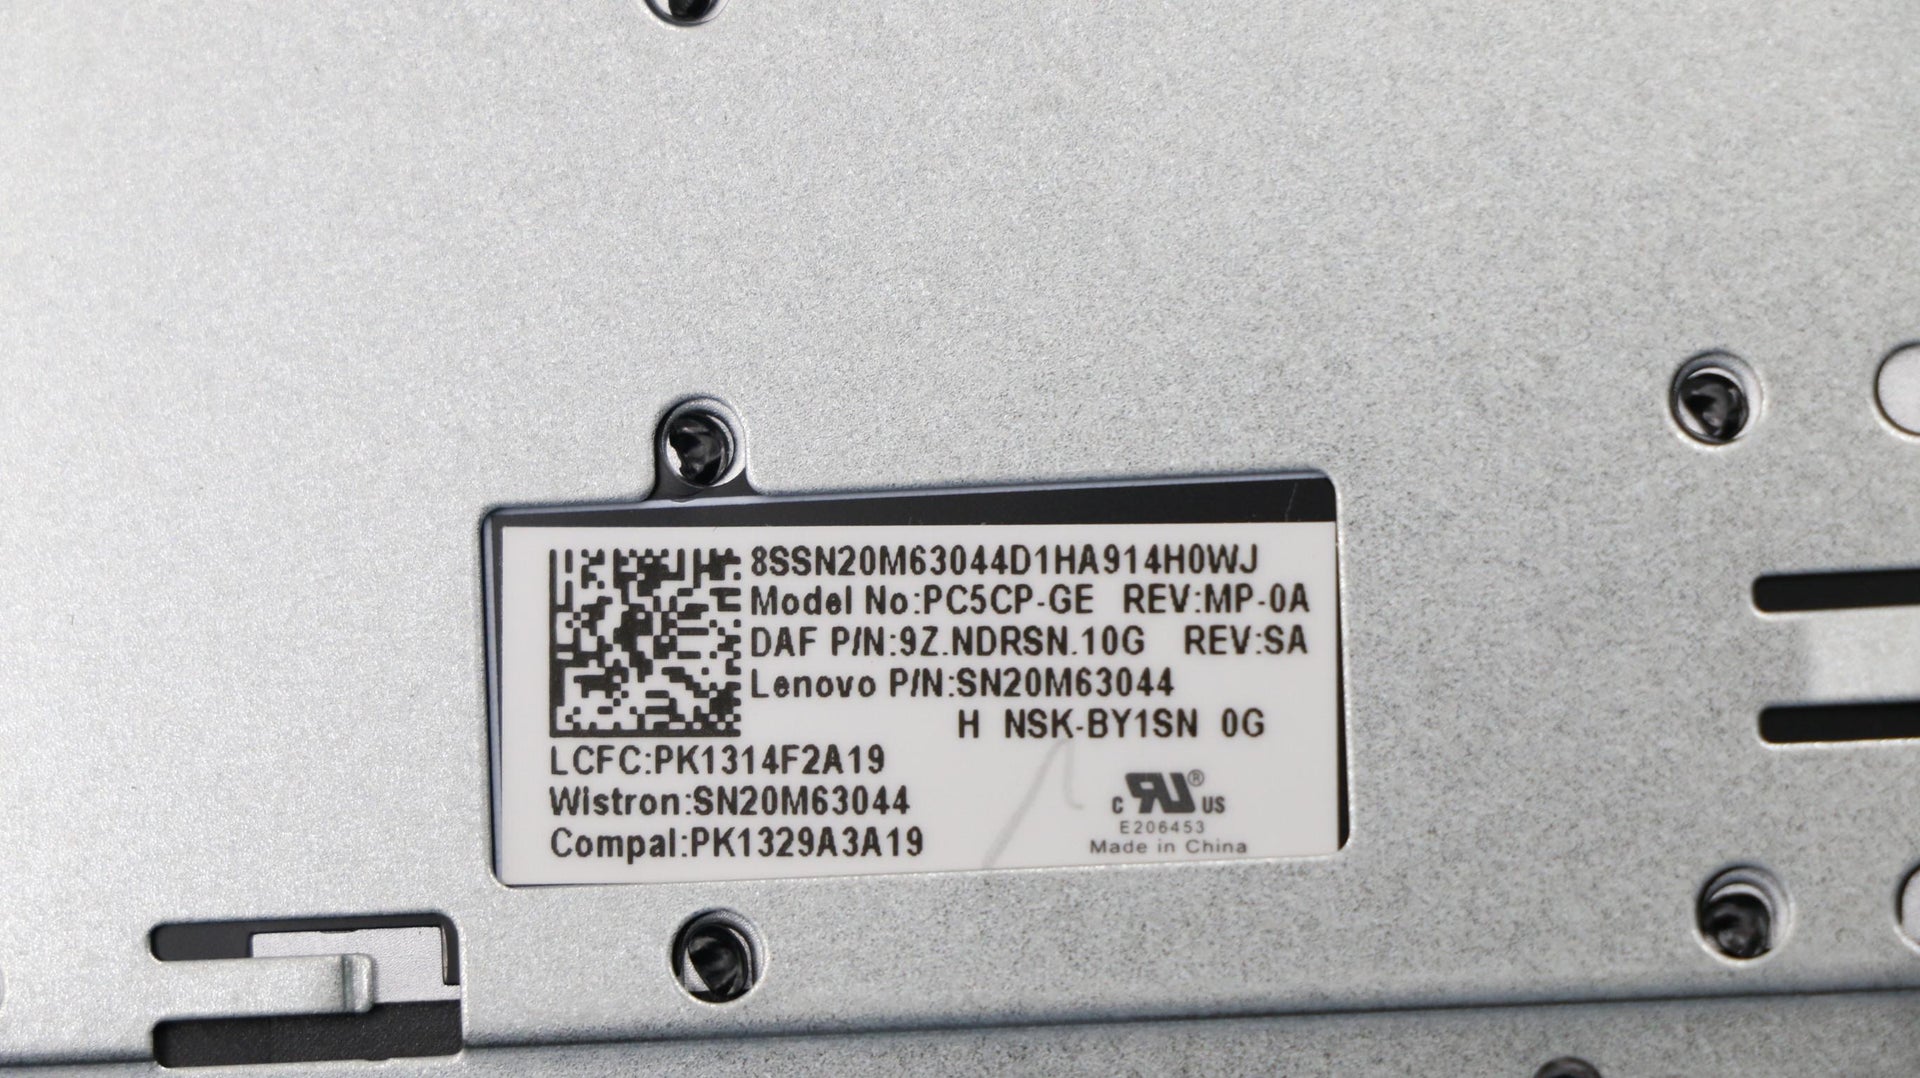 8SSN20M63044D1HA914H0WJ
Model No:PC5CP-GE REV:MP-0A
DAF P/N:9Z.NDRSN.10G REV:SA
Lenovo P/N:SN20M63044
H NSK-BY1SN 0G
LCFC:PK1314F2A19
Wistron:SN20M63044
Compal:PK1329A3A19
c RU ® US
E206453
Made in China